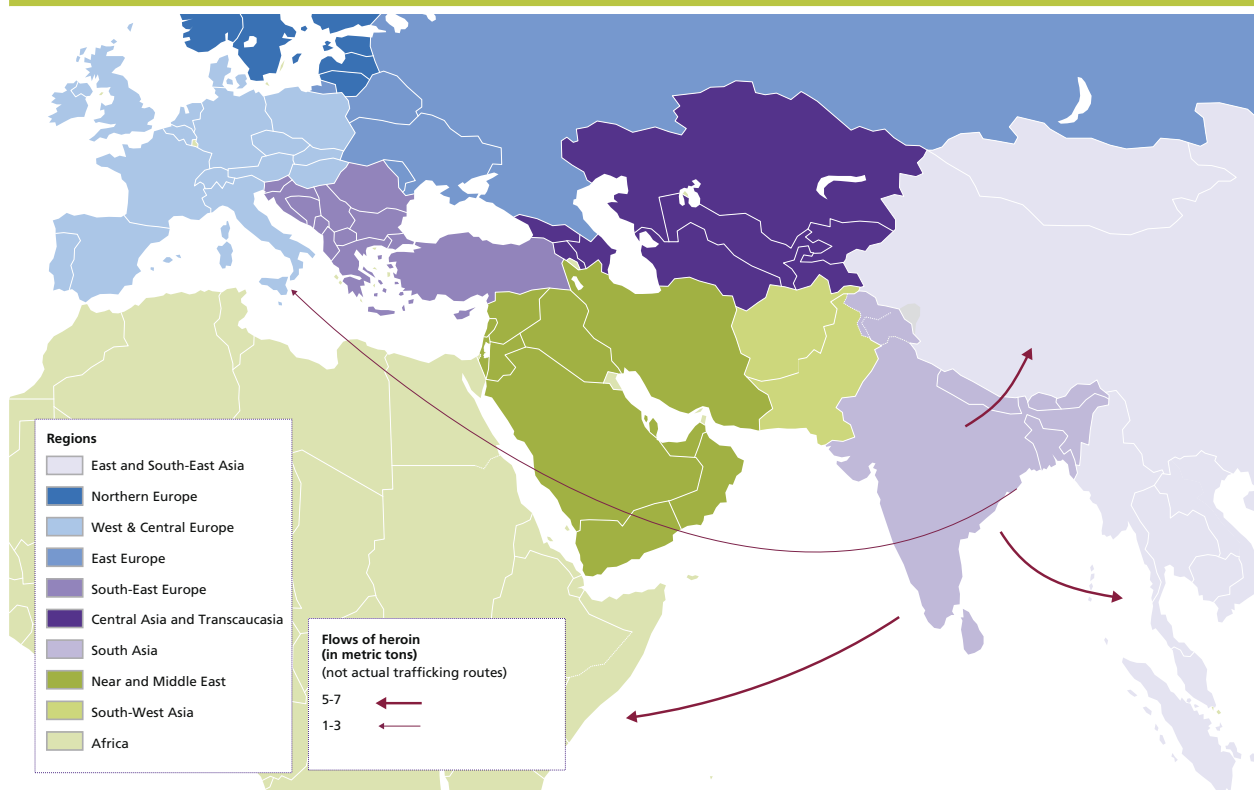 Regions
East and South-East Asia
Northern Europe
West & Central Europe
East Europe
South-East Europe
Central Asia and Transcaucasia
South Asia
Near and Middle East
South-West Asia
Africa
Flows of heroin
(in metric tons)
(not actual trafficking routes)
5-7
1-3